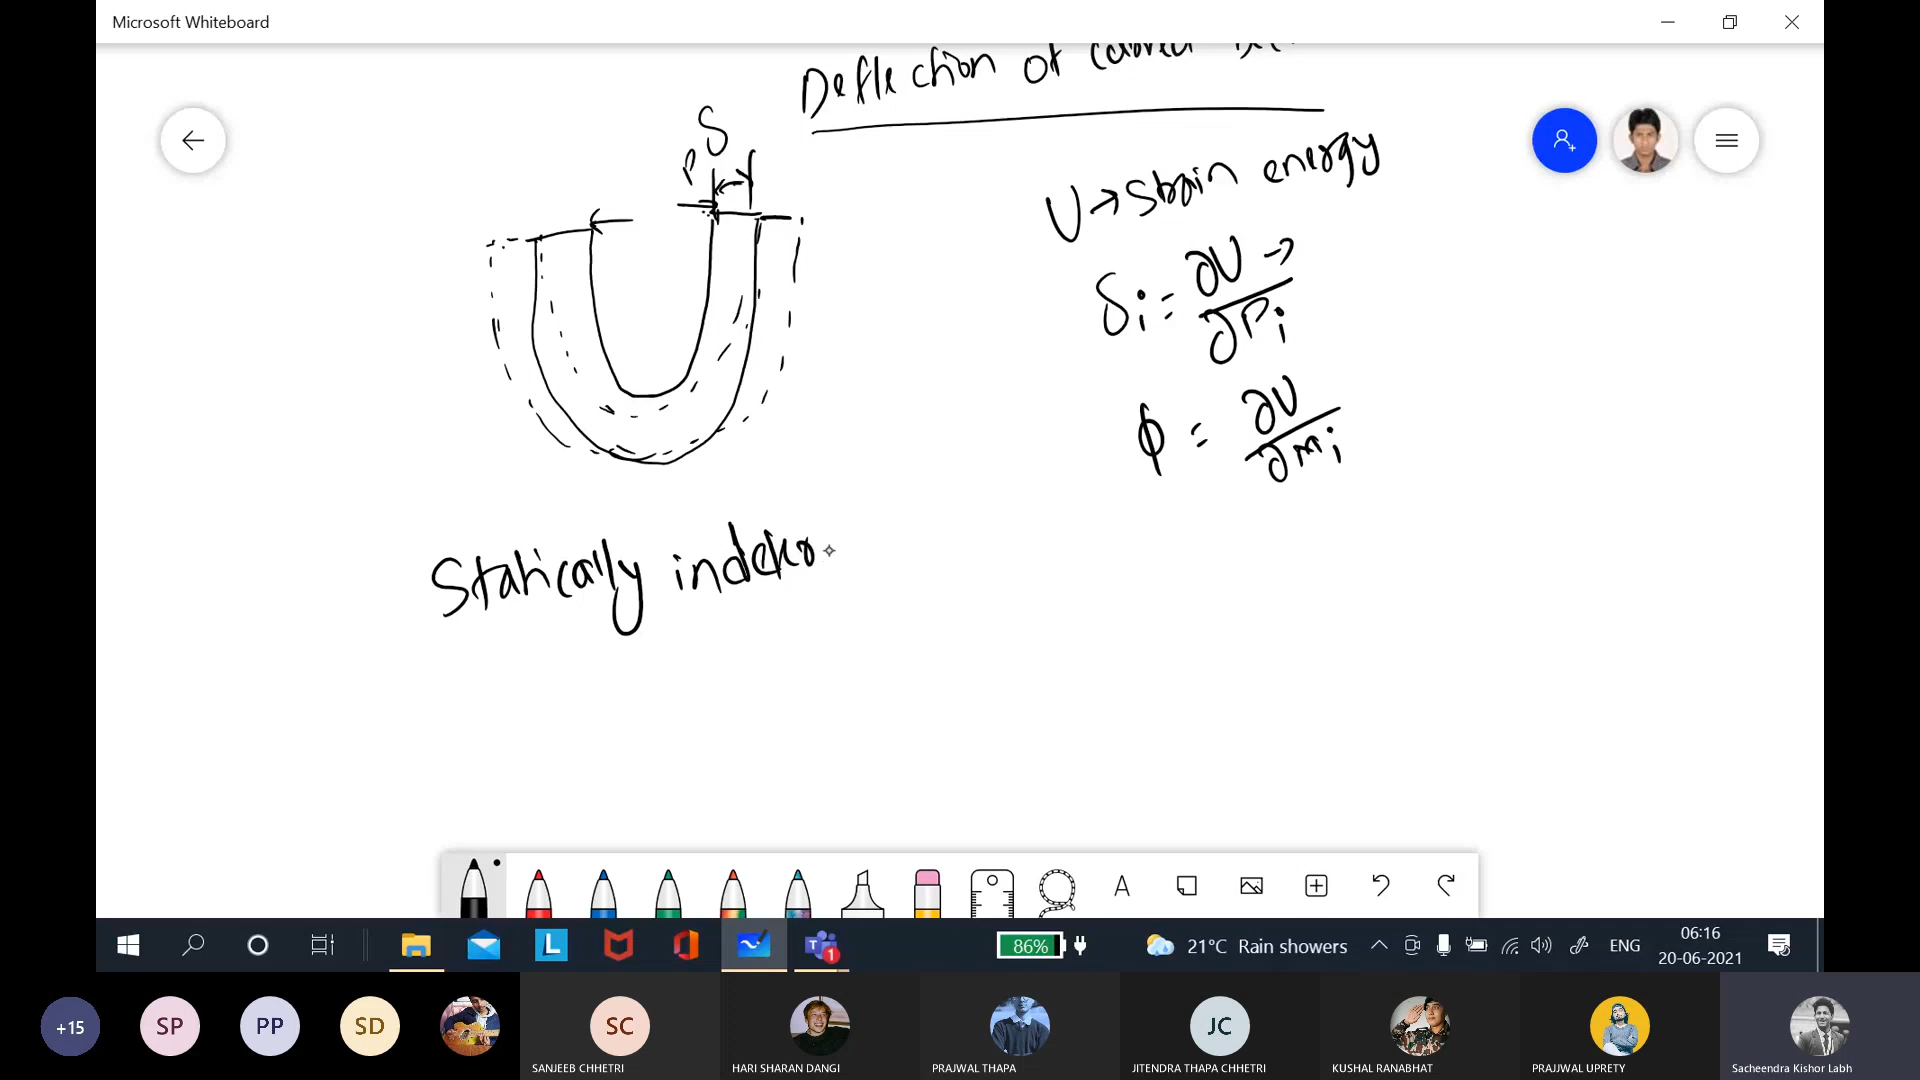 Microsoft Whiteboard
Deflection of
S
P
U → Strain energy
δi = ∂U →
∂Pi
ϕ = ∂U
∂Mi
Statically
A
L
1
86%
21°C Rain showers
ENG
06:16
20-06-2021
+15
SP
PP
SD
SC
JC
SANJEEB CHHETRI
HARI SHARAN DANGI
PRAJWAL THAPA
JITENDRA THAPA CHHETRI
KUSHAL RANABHAT
PRAJJWAL UPRETY
Sacheendra Kishor Labh